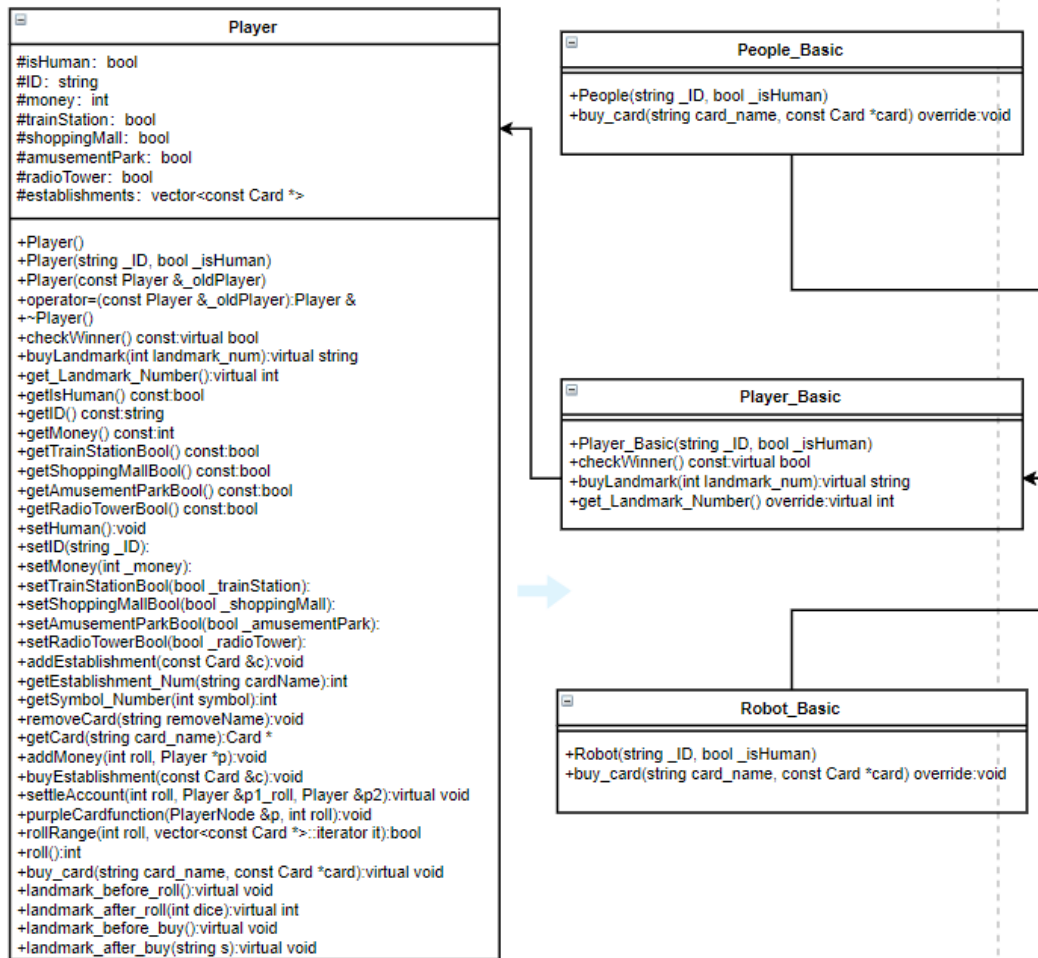 Player
#isHuman: bool
#ID: string
#money: int
#trainStation: bool
#shoppingMall: bool
#amusementPark: bool
#radioTower: bool
#establishments: vector<const Card *>
+Player()
+Player(string _ID, bool _isHuman)
+Player(const Player &_oldPlayer)
+operator=(const Player &_oldPlayer):Player &
+~Player()
+checkWinner() const:virtual bool
+buyLandmark(int landmark_num):virtual string
+get_Landmark_Number():virtual int
+getIsHuman() const:bool
+getID() const:string
+getMoney() const:int
+getTrainStationBool() const:bool
+getShoppingMallBool() const:bool
+getAmusementParkBool() const:bool
+getRadioTowerBool() const:bool
+setHuman():void
+setID(string _ID):
+setMoney(int _money):
+setTrainStationBool(bool _trainStation):
+setShoppingMallBool(bool _shoppingMall):
+setAmusementParkBool(bool _amusementPark):
+setRadioTowerBool(bool _radioTower):
+addEstablishment(const Card &c):void
+getEstablishment_Num(string cardName):int
+getSymbol_Number(int symbol):int
+removeCard(string removeName):void
+getCard(string card_name):Card *
+addMoney(int roll, Player *p):void
+buyEstablishment(const Card &c):void
+settleAccount(int roll, Player &p1_roll, Player &p2):virtual void
+purpleCardfunction(PlayerNode &p, int roll):void
+rollRange(int roll, vector<const Card *>::iterator it):bool
+roll():int
+buy_card(string card_name, const Card *card):virtual void
+landmark_before_roll():virtual void
+landmark_after_roll(int dice):virtual int
+landmark_before_buy():virtual void
+landmark_after_buy(string s):virtual void
People_Basic
+People(string _ID, bool _isHuman)
+buy_card(string card_name, const Card *card) override:void
Player_Basic
+Player_Basic(string _ID, bool _isHuman)
+checkWinner() const:virtual bool
+buyLandmark(int landmark_num):virtual string
+get_Landmark_Number() override:virtual int
Robot_Basic
+Robot(string _ID, bool _isHuman)
+buy_card(string card_name, const Card *card) override:void